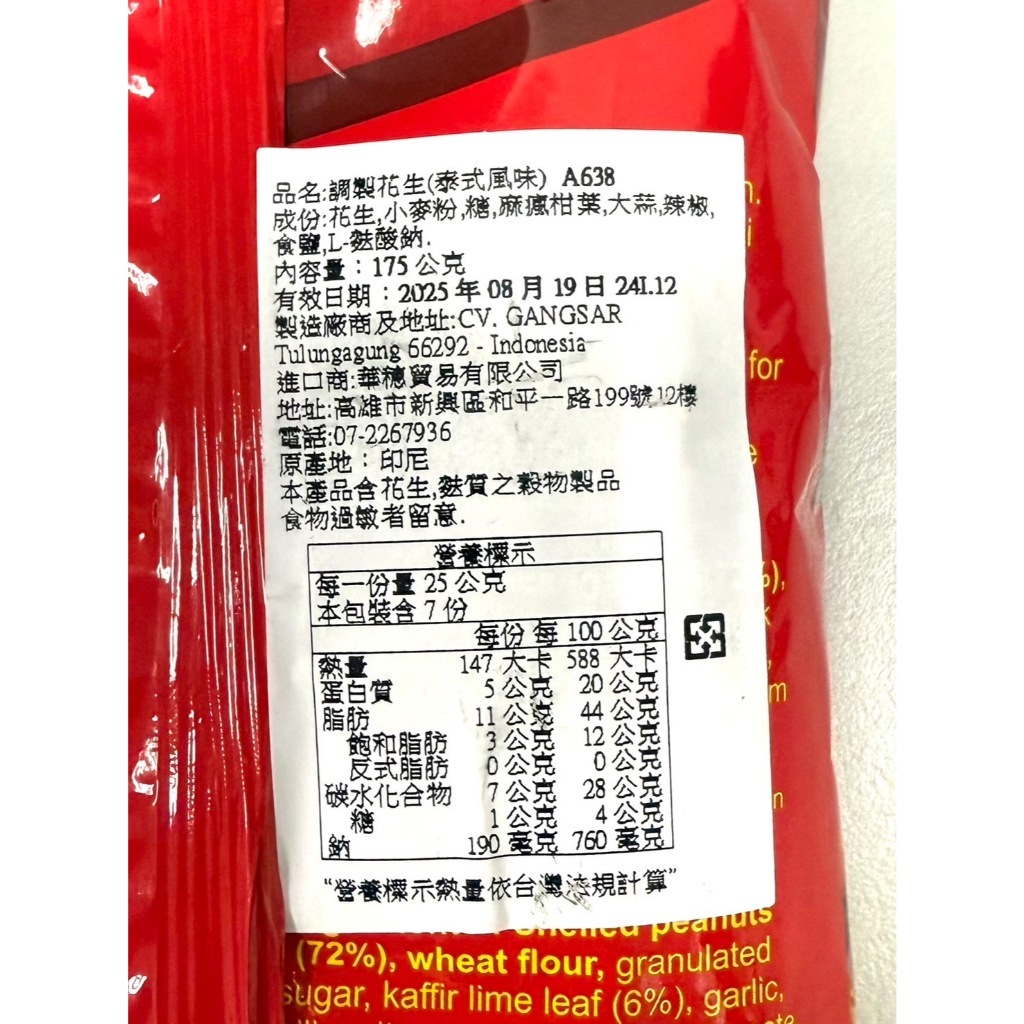 品名:調製花生(泰式風味) A638
成份:花生,小麥粉,糖,麻瘋柑葉,大蒜,辣椒,
食鹽,L-麩酸鈉.
內容量：175 公克
有效日期：2025 年 08 月 19 日 24I.12
製造廠商及地址:CV. GANGSAR
Tulungagung 66292 - Indonesia
進口商:華穗貿易有限公司
地址:高雄市新興區和平一路199號12樓
電話:07-2267936
原產地：印尼
本產品含花生,麩質之穀物製品
食物過敏者留意.
營養標示
每一份量 25 公克
本包裝含 7 份
每份 每 100 公克
熱量 147 大卡 588 大卡
蛋白質 5 公克 20 公克
脂肪 11 公克 44 公克
飽和脂肪 3 公克 12 公克
反式脂肪 0 公克 0 公克
碳水化合物 7 公克 28 公克
糖 1 公克 4 公克
鈉 190 毫克 760 毫克
“營養標示熱量依台灣法規計算”
for
shelled peanuts
(72%), wheat flour, granulated
sugar, kaffir lime leaf (6%), garlic,